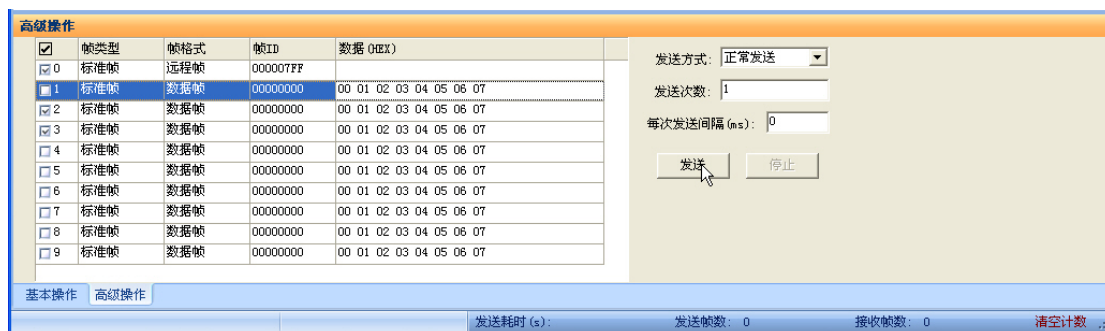 高级操作
帧类型 帧格式 帧ID 数据(HEX)
0 标准帧 远程帧 000007FF
1 标准帧 数据帧 00000000 00 01 02 03 04 05 06 07
2 标准帧 数据帧 00000000 00 01 02 03 04 05 06 07
3 标准帧 数据帧 00000000 00 01 02 03 04 05 06 07
4 标准帧 数据帧 00000000 00 01 02 03 04 05 06 07
5 标准帧 数据帧 00000000 00 01 02 03 04 05 06 07
6 标准帧 数据帧 00000000 00 01 02 03 04 05 06 07
7 标准帧 数据帧 00000000 00 01 02 03 04 05 06 07
8 标准帧 数据帧 00000000 00 01 02 03 04 05 06 07
9 标准帧 数据帧 00000000 00 01 02 03 04 05 06 07
发送方式: 正常发送
发送次数: 1
每次发送间隔(ms): 0
发送 停止
基本操作 高级操作
发送耗时(s): 发送帧数: 0 接收帧数: 0 清空计数